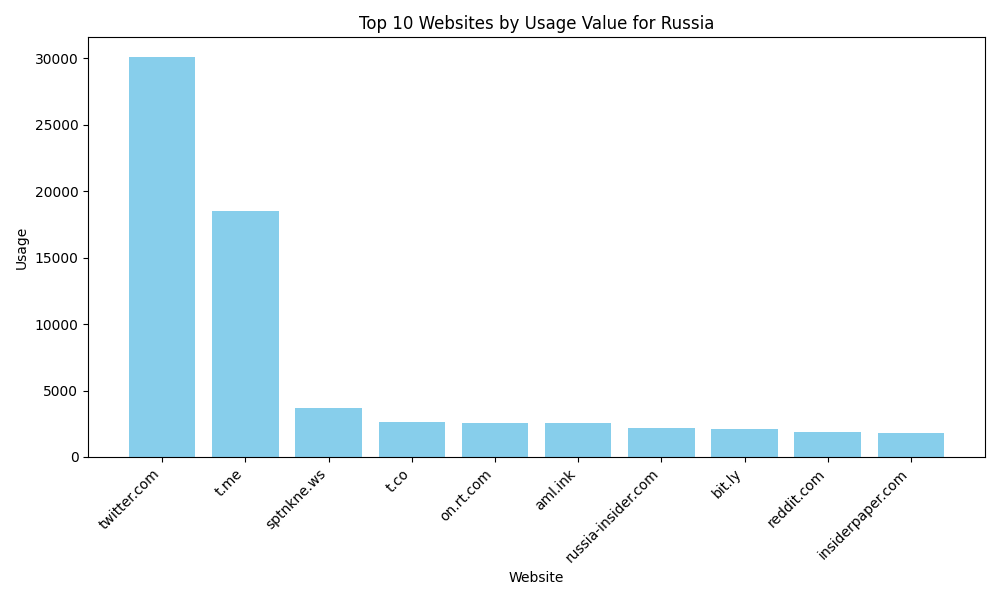 Top 10 Websites by Usage Value for Russia
Usage
30000
25000
20000
15000
10000
5000
0
twitter.com
t.me
sptnkne.ws
t.co
on.rt.com
aml.ink
russia-insider.com
bit.ly
reddit.com
insiderpaper.com
Website